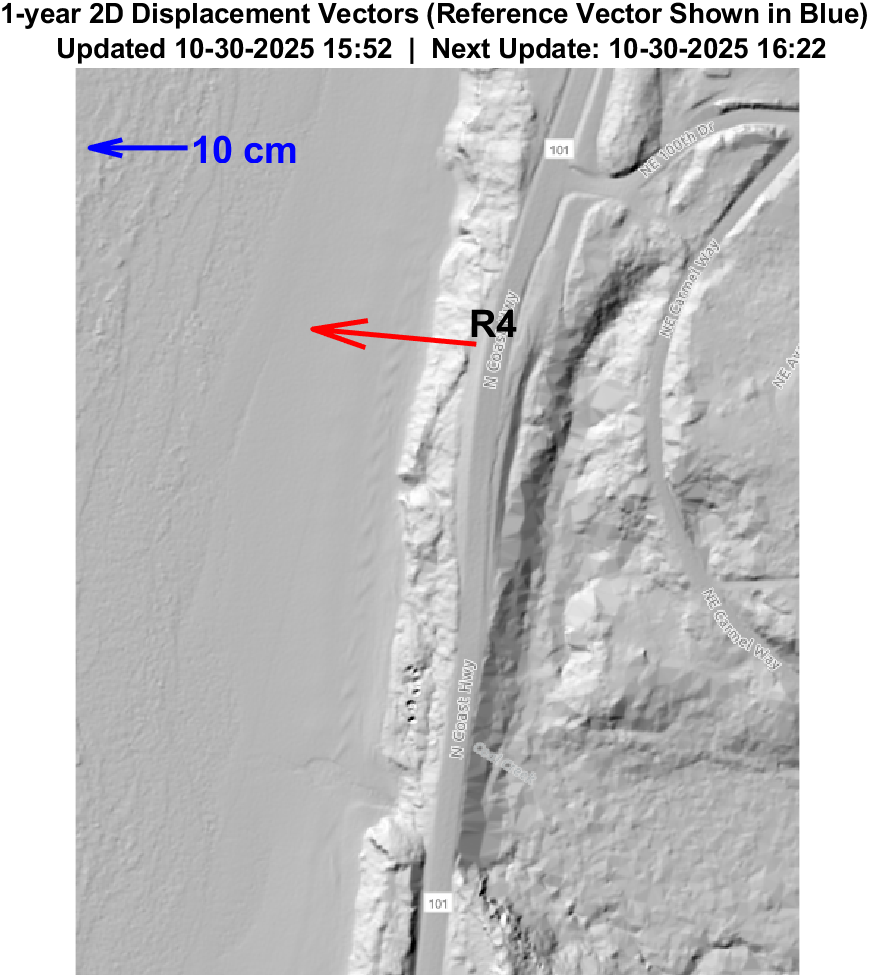 1-year 2D Displacement Vectors (Reference Vector Shown in Blue)
Updated 10-30-2025 15:52 | Next Update: 10-30-2025 16:22
10 cm
101
NE 100th Dr
NE Carmel Way
R4
N Coast Hwy
NE
NE Carmel Way
N Coast Hwy
101